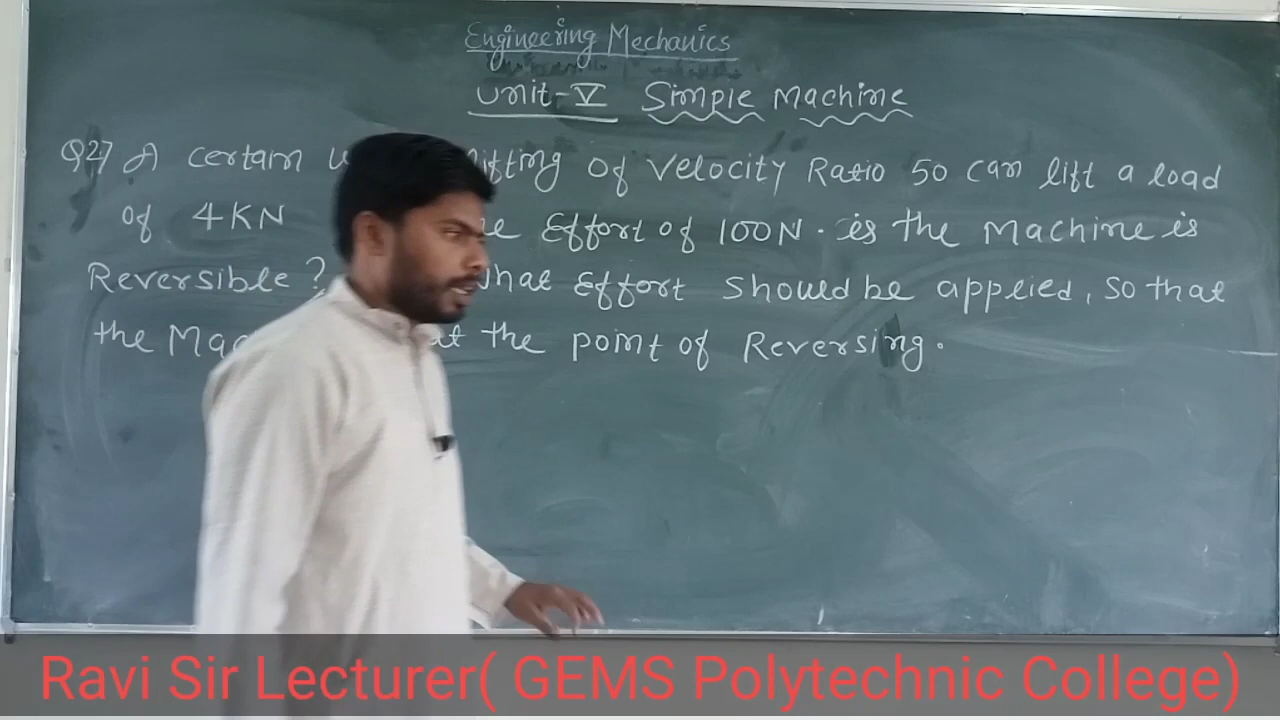 Engineering Mechanics
Unit-V Simple Machine
Q27 A certain lifting of Velocity Ratio 50 can lift a load
of 4KN Effort of 100N. is the Machine is
Reversible? what Effort should be applied, so that
the at the point of Reversing.
Ravi Sir Lecturer( GEMS Polytechnic College)